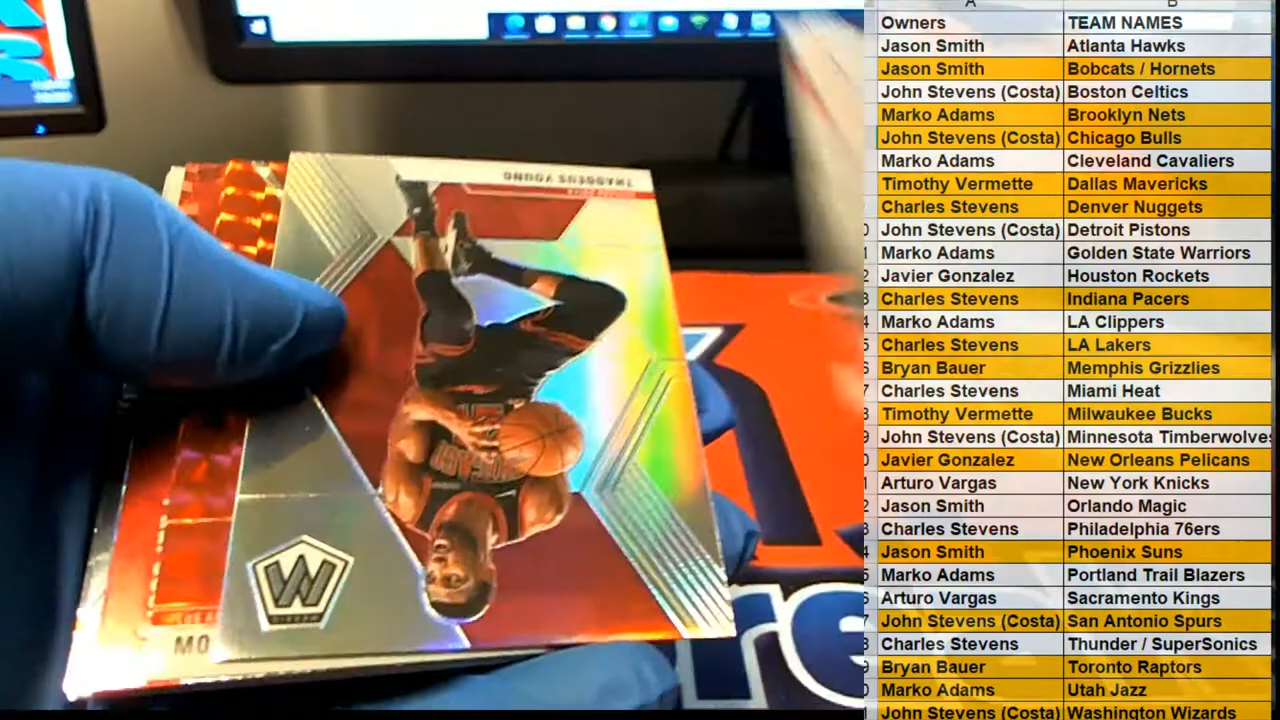 A B
Owners TEAM NAMES
Jason Smith Atlanta Hawks
Jason Smith Bobcats / Hornets
John Stevens (Costa) Boston Celtics
Marko Adams Brooklyn Nets
John Stevens (Costa) Chicago Bulls
Marko Adams Cleveland Cavaliers
Timothy Vermette Dallas Mavericks
Charles Stevens Denver Nuggets
John Stevens (Costa) Detroit Pistons
Marko Adams Golden State Warriors
Javier Gonzalez Houston Rockets
Charles Stevens Indiana Pacers
Marko Adams LA Clippers
Charles Stevens LA Lakers
Bryan Bauer Memphis Grizzlies
Charles Stevens Miami Heat
Timothy Vermette Milwaukee Bucks
John Stevens (Costa) Minnesota Timberwolves
Javier Gonzalez New Orleans Pelicans
Arturo Vargas New York Knicks
Jason Smith Orlando Magic
Charles Stevens Philadelphia 76ers
Jason Smith Phoenix Suns
Marko Adams Portland Trail Blazers
Arturo Vargas Sacramento Kings
John Stevens (Costa) San Antonio Spurs
Charles Stevens Thunder / SuperSonics
Bryan Bauer Toronto Raptors
Marko Adams Utah Jazz
John Stevens (Costa) Washington Wizards
THADDEUS YOUNG
CHICAGO BULLS
CHICAGO
MOSAIC
MO
re